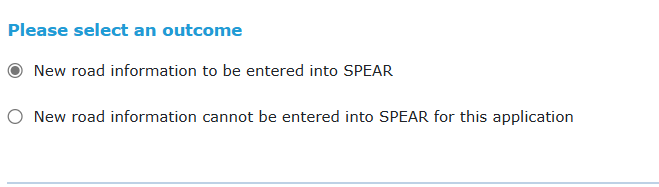 Please select an outcome
New road information to be entered into SPEAR
New road information cannot be entered into SPEAR for this application